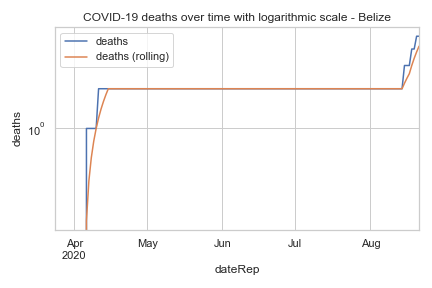 COVID-19 deaths over time with logarithmic scale - Belize
deaths
deaths (rolling)
deaths
10⁰
Apr
2020
May
Jun
Jul
Aug
dateRep